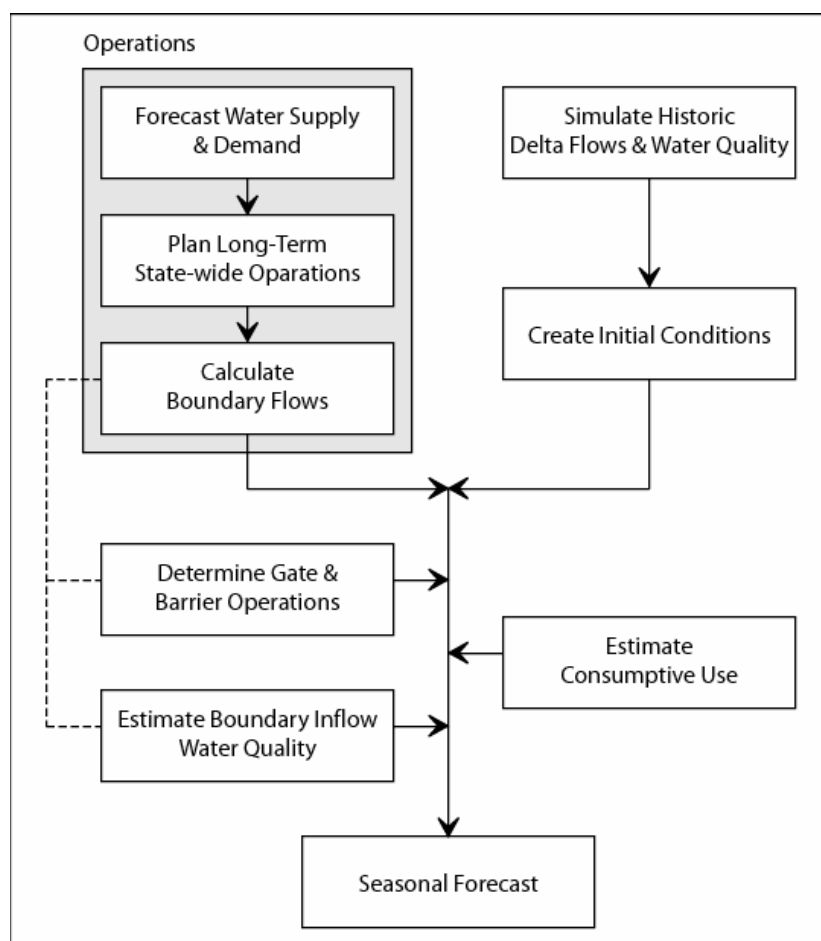 Operations
Forecast Water Supply
& Demand
Simulate Historic
Delta Flows & Water Quality
Plan Long-Term
State-wide Oparations
Create Initial Conditions
Calculate
Boundary Flows
Determine Gate &
Barrier Operations
Estimate
Consumptive Use
Estimate Boundary Inflow
Water Quality
Seasonal Forecast